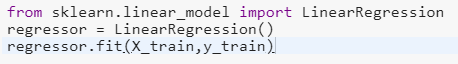 from sklearn.linear_model import LinearRegression
regressor = LinearRegression()
regressor.fit(X_train,y_train)